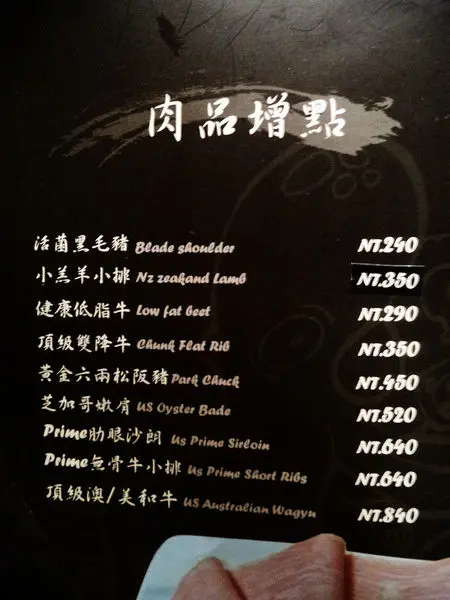 肉品增點
活菌黑毛豬 Blade shoulder NT.240
小羔羊小排 Nz zeakand Lamb NT.350
健康低脂牛 Low fat beet NT.290
頂級雙降牛 Chunk Flat Rib NT.350
黃金六兩松阪豬 Park Chuck NT.450
芝加哥嫩肩 US Oyster Bade NT.520
Prime肋眼沙朗 Us Prime Sirloin NT.640
Prime無骨牛小排 Us Prime Short Ribs NT.640
頂級澳/美和牛 US Australian Wagyu NT.840